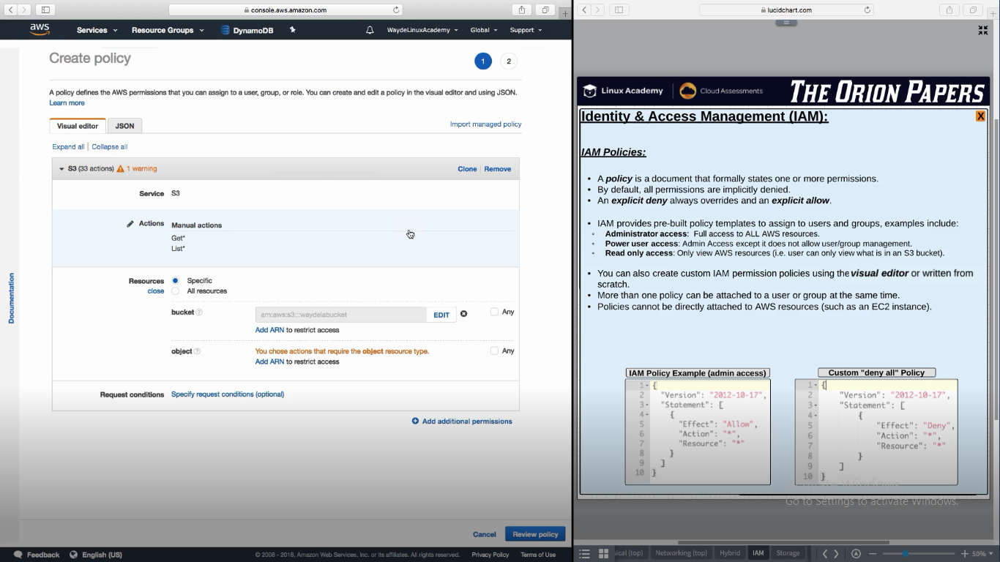 console.aws.amazon.com
aws Services Resource Groups DynamoDB WaydeLinuxAcademy Global Support
Create policy
1 2
A policy defines the AWS permissions that you can assign to a user, group, or role. You can create and edit a policy in the visual editor and using JSON.
Learn more
Visual editor JSON
Import managed policy
Expand all | Collapse all
S3 (33 actions) 1 warning
Clone | Remove
Service S3
Actions Manual actions
Get*
List*
Resources Specific
close All resources
bucket arn:aws:s3:::waydelabucket EDIT Any
Add ARN to restrict access
object You chose actions that require the object resource type. Any
Add ARN to restrict access
Request conditions Specify request conditions (optional)
Add additional permissions
Documentation
Cancel Review policy
Feedback English (US) © 2008 - 2018, Amazon Web Services, Inc. or its affiliates. All rights reserved. Privacy Policy Terms of Use
lucidchart.com
Linux Academy Cloud Assessments THE ORION PAPERS
Identity & Access Management (IAM): X
IAM Policies:
• A policy is a document that formally states one or more permissions.
• By default, all permissions are implicitly denied.
• An explicit deny always overrides and an explicit allow.
• IAM provides pre-built policy templates to assign to users and groups, examples include:
◦ Administrator access: Full access to ALL AWS resources.
◦ Power user access: Admin Access except it does not allow user/group management.
◦ Read only access: Only view AWS resources (i.e. user can only view what is in an S3 bucket).
• You can also create custom IAM permission policies using the visual editor or written from
scratch.
• More than one policy can be attached to a user or group at the same time.
• Policies cannot be directly attached to AWS resources (such as an EC2 instance).
IAM Policy Example (admin access)
1 {
2 "Version": "2012-10-17",
3 "Statement": [
4 {
5 "Effect": "Allow",
6 "Action": "*",
7 "Resource": "*"
8 }
9 ]
10 }
Custom "deny all" Policy
1 {
2 "Version": "2012-10-17",
3 "Statement": [
4 {
5 "Effect": "Deny",
6 "Action": "*",
7 "Resource": "*"
8 }
9 ]
10 }
Windows
Go to Settings to activate Windows.
(top) Networking (top) Hybrid IAM Storage 50%